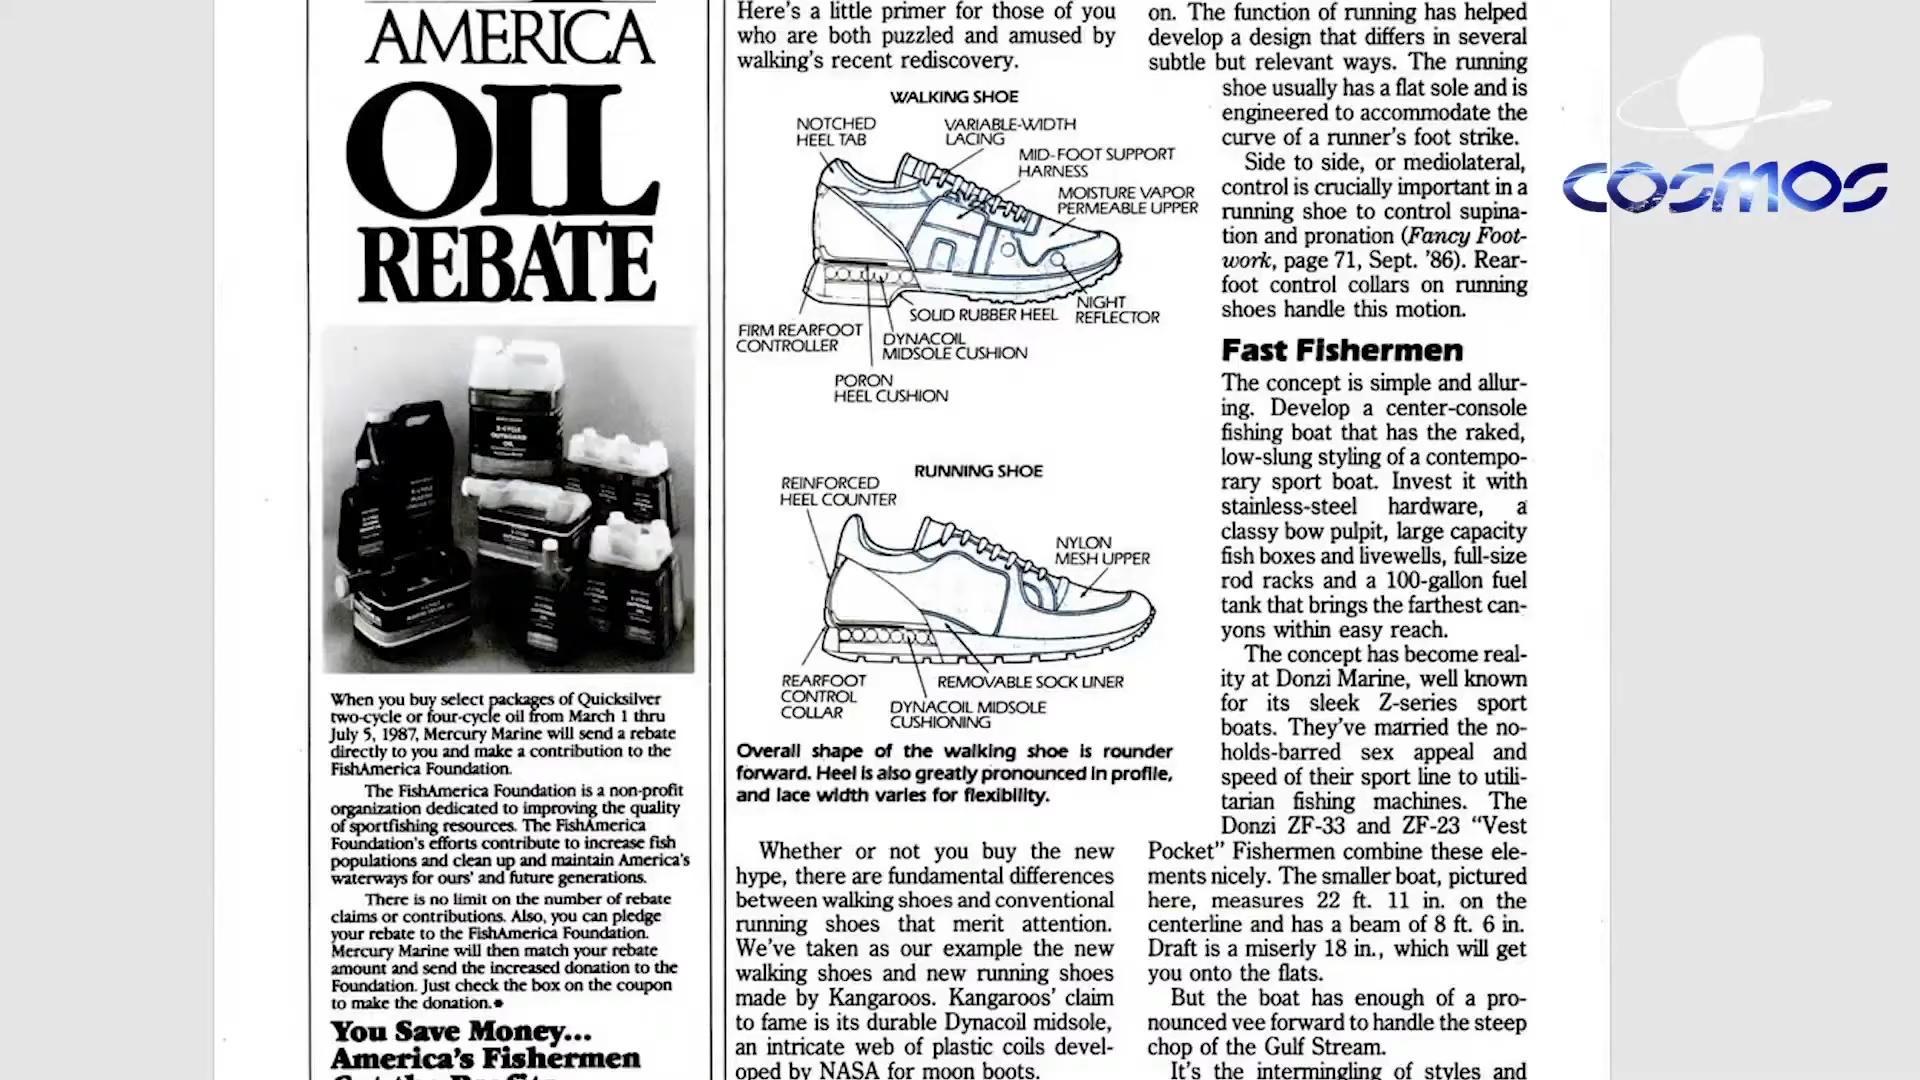 AMERICA
OIL
REBATE
When you buy select packages of Quicksilver
two-cycle or four-cycle oil from March 1 thru
July 5, 1987, Mercury Marine will send a rebate
directly to you and make a contribution to the
FishAmerica Foundation.
The FishAmerica Foundation is a non-profit
organization dedicated to improving the quality
of sportfishing resources. The FishAmerica
Foundation's efforts contribute to increase fish
populations and clean up and maintain America's
waterways for ours' and future generations.
There is no limit on the number of rebate
claims or contributions. Also, you can pledge
your rebate to the FishAmerica Foundation.
Mercury Marine will then match your rebate
amount and send the increased donation to the
Foundation. Just check the box on the coupon
to make the donation.
You Save Money...
America's Fishermen
Here's a little primer for those of you
who are both puzzled and amused by
walking's recent rediscovery.
WALKING SHOE
NOTCHED
HEEL TAB
VARIABLE-WIDTH
LACING
MID-FOOT SUPPORT
HARNESS
MOISTURE VAPOR
PERMEABLE UPPER
NIGHT
REFLECTOR
SOLID RUBBER HEEL
FIRM REARFOOT
CONTROLLER
DYNACOIL
MIDSOLE CUSHION
PORON
HEEL CUSHION
RUNNING SHOE
REINFORCED
HEEL COUNTER
NYLON
MESH UPPER
REARFOOT
CONTROL
COLLAR
REMOVABLE SOCK LINER
DYNACOIL MIDSOLE
CUSHIONING
Overall shape of the walking shoe is rounder
forward. Heel is also greatly pronounced in profile,
and lace width varies for flexibility.
Whether or not you buy the new
hype, there are fundamental differences
between walking shoes and conventional
running shoes that merit attention.
We've taken as our example the new
walking shoes and new running shoes
made by Kangaroos. Kangaroos' claim
to fame is its durable Dynacoil midsole,
an intricate web of plastic coils devel-
oped by NASA for moon boots.
on. The function of running has helped
develop a design that differs in several
subtle but relevant ways. The running
shoe usually has a flat sole and is
engineered to accommodate the
curve of a runner's foot strike.
Side to side, or mediolateral,
control is crucially important in a
running shoe to control supina-
tion and pronation (Fancy Foot-
work, page 71, Sept. '86). Rear-
foot control collars on running
shoes handle this motion.
Fast Fishermen
The concept is simple and allur-
ing. Develop a center-console
fishing boat that has the raked,
low-slung styling of a contempo-
rary sport boat. Invest it with
stainless-steel hardware, a
classy bow pulpit, large capacity
fish boxes and livewells, full-size
rod racks and a 100-gallon fuel
tank that brings the farthest can-
yons within easy reach.
The concept has become real-
ity at Donzi Marine, well known
for its sleek Z-series sport
boats. They've married the no-
holds-barred sex appeal and
speed of their sport line to utili-
tarian fishing machines. The
Donzi ZF-33 and ZF-23 "Vest
Pocket" Fishermen combine these ele-
ments nicely. The smaller boat, pictured
here, measures 22 ft. 11 in. on the
centerline and has a beam of 8 ft. 6 in.
Draft is a miserly 18 in., which will get
you onto the flats.
But the boat has enough of a pro-
nounced vee forward to handle the steep
chop of the Gulf Stream.
It's the intermingling of styles and
COSMOS